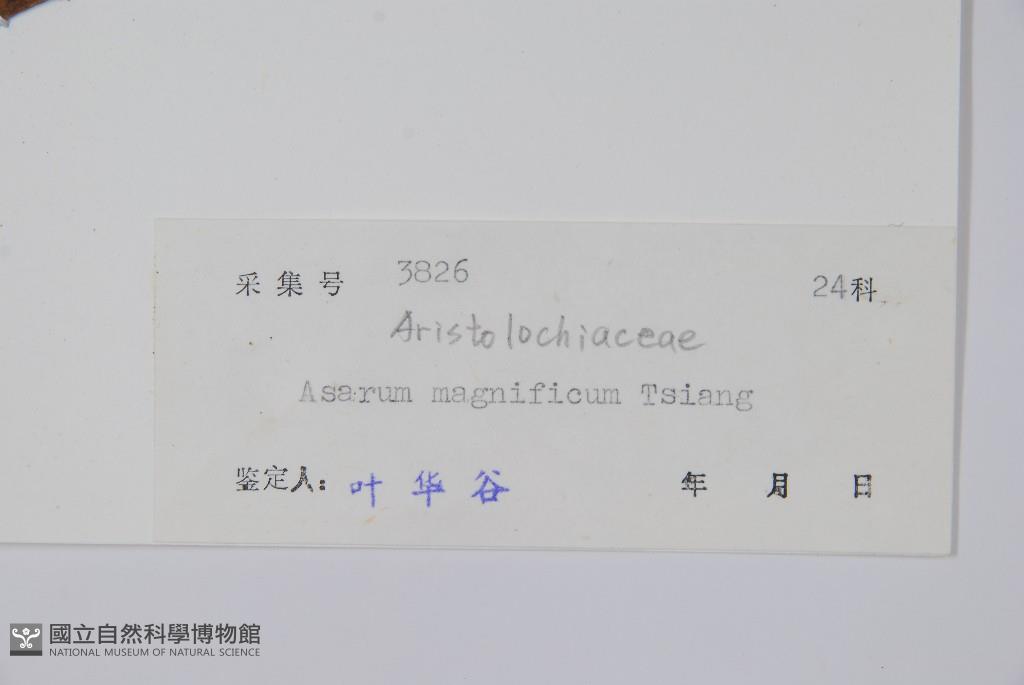 采集号 3826 24科
Aristolochiaceae
Asarum magnificum Tsiang
鉴定人: 叶华谷 年 月 日
國立自然科學博物館
NATIONAL MUSEUM OF NATURAL SCIENCE